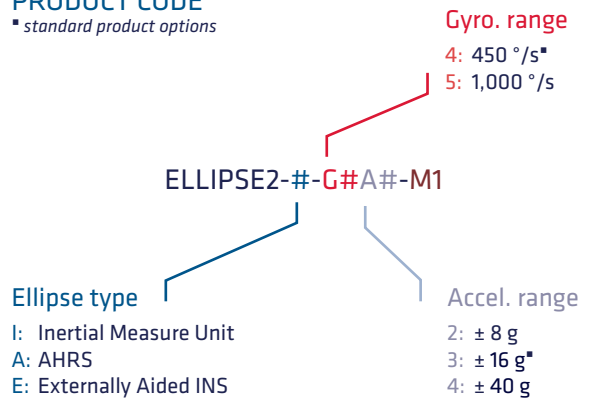 PRODUCT CODE
▪ standard product options
Gyro. range
4: 450 °/s▪
5: 1,000 °/s
ELLIPSE2-#-G#A#-M1
Ellipse type
I: Inertial Measure Unit
A: AHRS
E: Externally Aided INS
Accel. range
2: ± 8 g
3: ± 16 g▪
4: ± 40 g